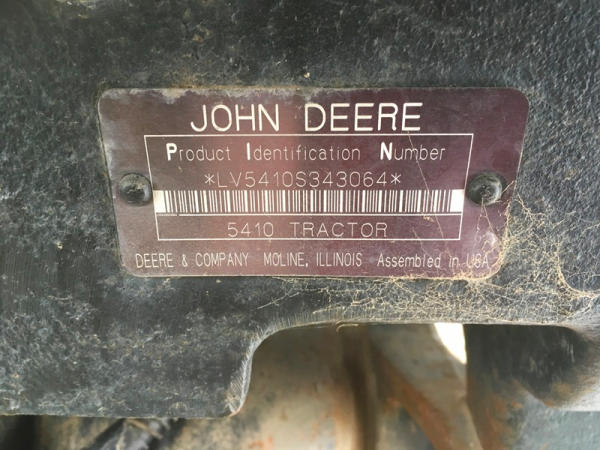 JOHN DEERE
Product Identification Number
*LV5410S343064*
5410 TRACTOR
DEERE & COMPANY MOLINE, ILLINOIS Assembled in USA